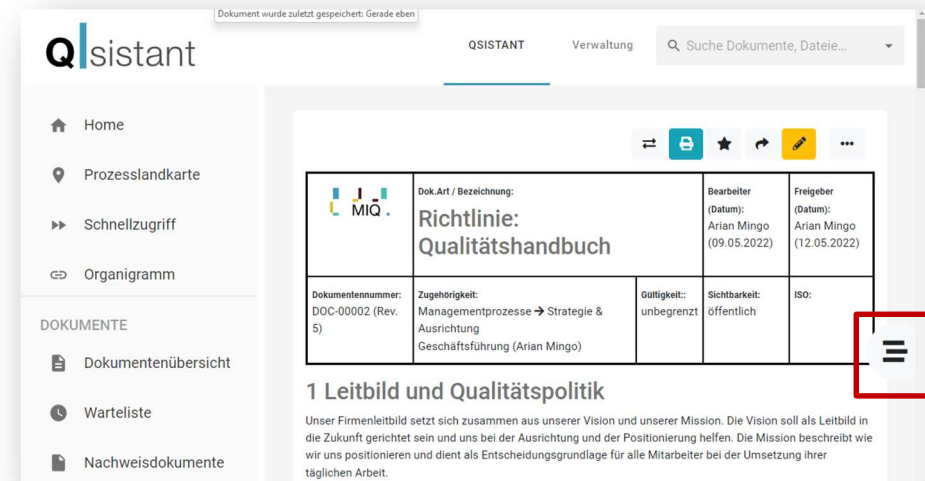 Dokument wurde zuletzt gespeichert: Gerade eben
Qsistant
QSISTANT
Verwaltung
Suche Dokumente, Dateie...
Home
Prozesslandkarte
Schnellzugriff
Organigramm
DOKUMENTE
Dokumentenübersicht
Warteliste
Nachweisdokumente
MIQ.
Dok.Art / Bezeichnung:
Richtlinie:
Qualitätshandbuch
Bearbeiter
(Datum):
Arian Mingo
(09.05.2022)
Freigeber
(Datum):
Arian Mingo
(12.05.2022)
Dokumentennummer:
DOC-00002 (Rev.
5)
Zugehörigkeit:
Managementprozesse → Strategie &
Ausrichtung
Geschäftsführung (Arian Mingo)
Gültigkeit::
unbegrenzt
Sichtbarkeit:
öffentlich
ISO:
1 Leitbild und Qualitätspolitik
Unser Firmenleitbild setzt sich zusammen aus unserer Vision und unserer Mission. Die Vision soll als Leitbild in
die Zukunft gerichtet sein und uns bei der Ausrichtung und der Positionierung helfen. Die Mission beschreibt wie
wir uns positionieren und dient als Entscheidungsgrundlage für alle Mitarbeiter bei der Umsetzung ihrer
täglichen Arbeit.